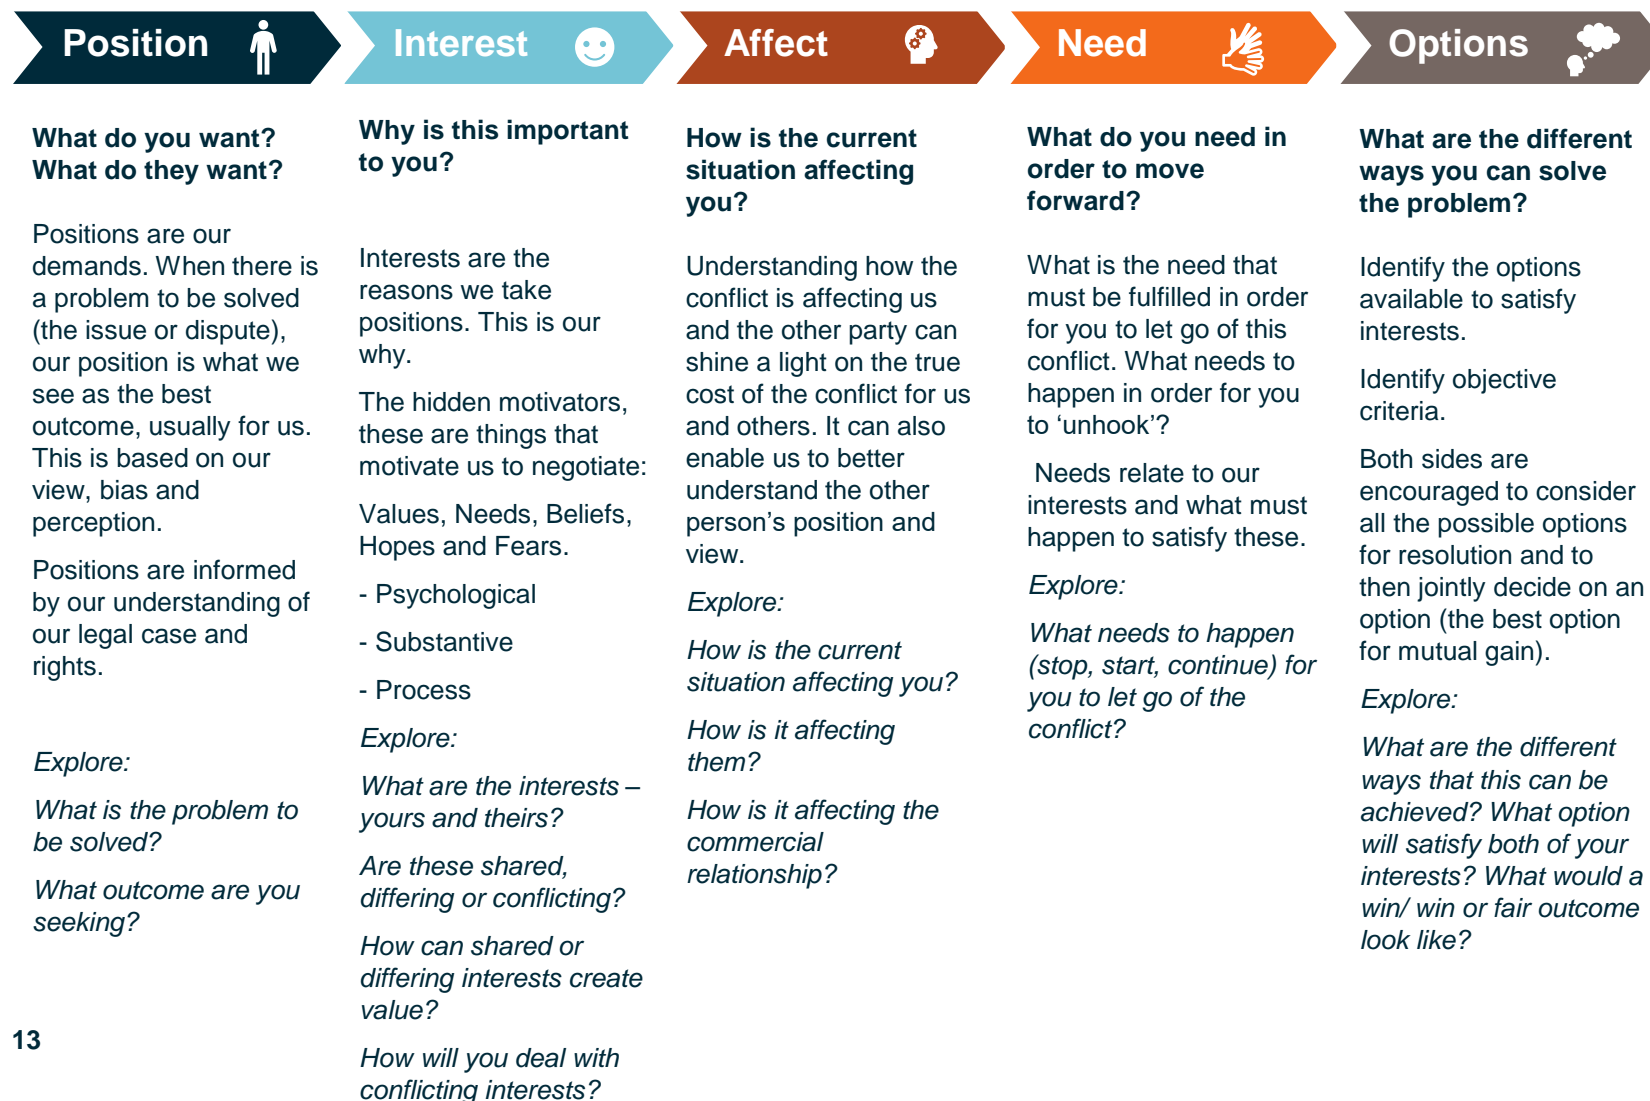 Position
Interest
Affect
Need
Options
What do you want?
What do they want?
Positions are our
demands. When there is
a problem to be solved
(the issue or dispute),
our position is what we
see as the best
outcome, usually for us.
This is based on our
view, bias and
perception.
Positions are informed
by our understanding of
our legal case and
rights.
Explore:
What is the problem to
be solved?
What outcome are you
seeking?
Why is this important
to you?
Interests are the
reasons we take
positions. This is our
why.
The hidden motivators,
these are things that
motivate us to negotiate:
Values, Needs, Beliefs,
Hopes and Fears.
- Psychological
- Substantive
- Process
Explore:
What are the interests –
yours and theirs?
Are these shared,
differing or conflicting?
How can shared or
differing interests create
value?
How will you deal with
conflicting interests?
How is the current
situation affecting
you?
Understanding how the
conflict is affecting us
and the other party can
shine a light on the true
cost of the conflict for us
and others. It can also
enable us to better
understand the other
person’s position and
view.
Explore:
How is the current
situation affecting you?
How is it affecting
them?
How is it affecting the
commercial
relationship?
What do you need in
order to move
forward?
What is the need that
must be fulfilled in order
for you to let go of this
conflict. What needs to
happen in order for you
to ‘unhook’?
Needs relate to our
interests and what must
happen to satisfy these.
Explore:
What needs to happen
(stop, start, continue) for
you to let go of the
conflict?
What are the different
ways you can solve
the problem?
Identify the options
available to satisfy
interests.
Identify objective
criteria.
Both sides are
encouraged to consider
all the possible options
for resolution and to
then jointly decide on an
option (the best option
for mutual gain).
Explore:
What are the different
ways that this can be
achieved? What option
will satisfy both of your
interests? What would a
win/ win or fair outcome
look like?
13